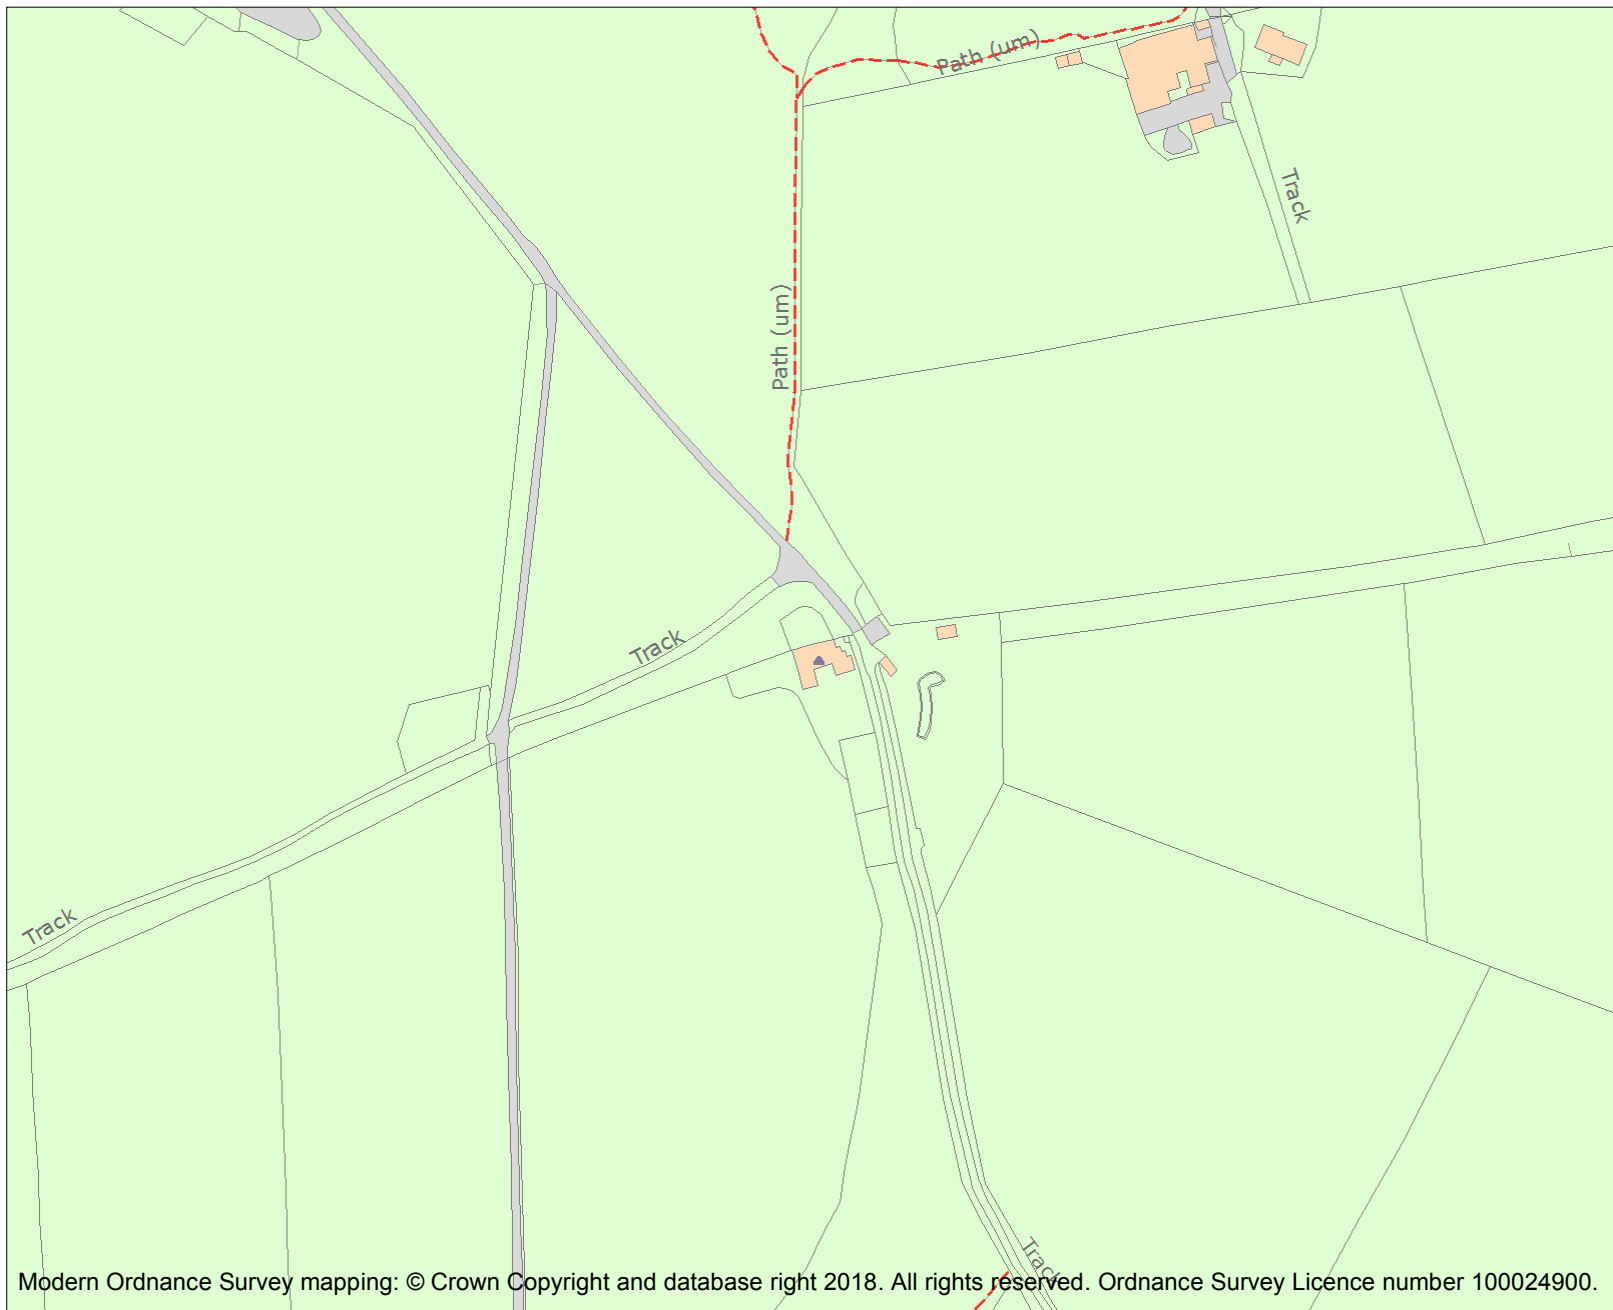 Path (um)
Track
Path (um)
Track
Track
Track
Modern Ordnance Survey mapping: © Crown Copyright and database right 2018. All rights reserved. Ordnance Survey Licence number 100024900.